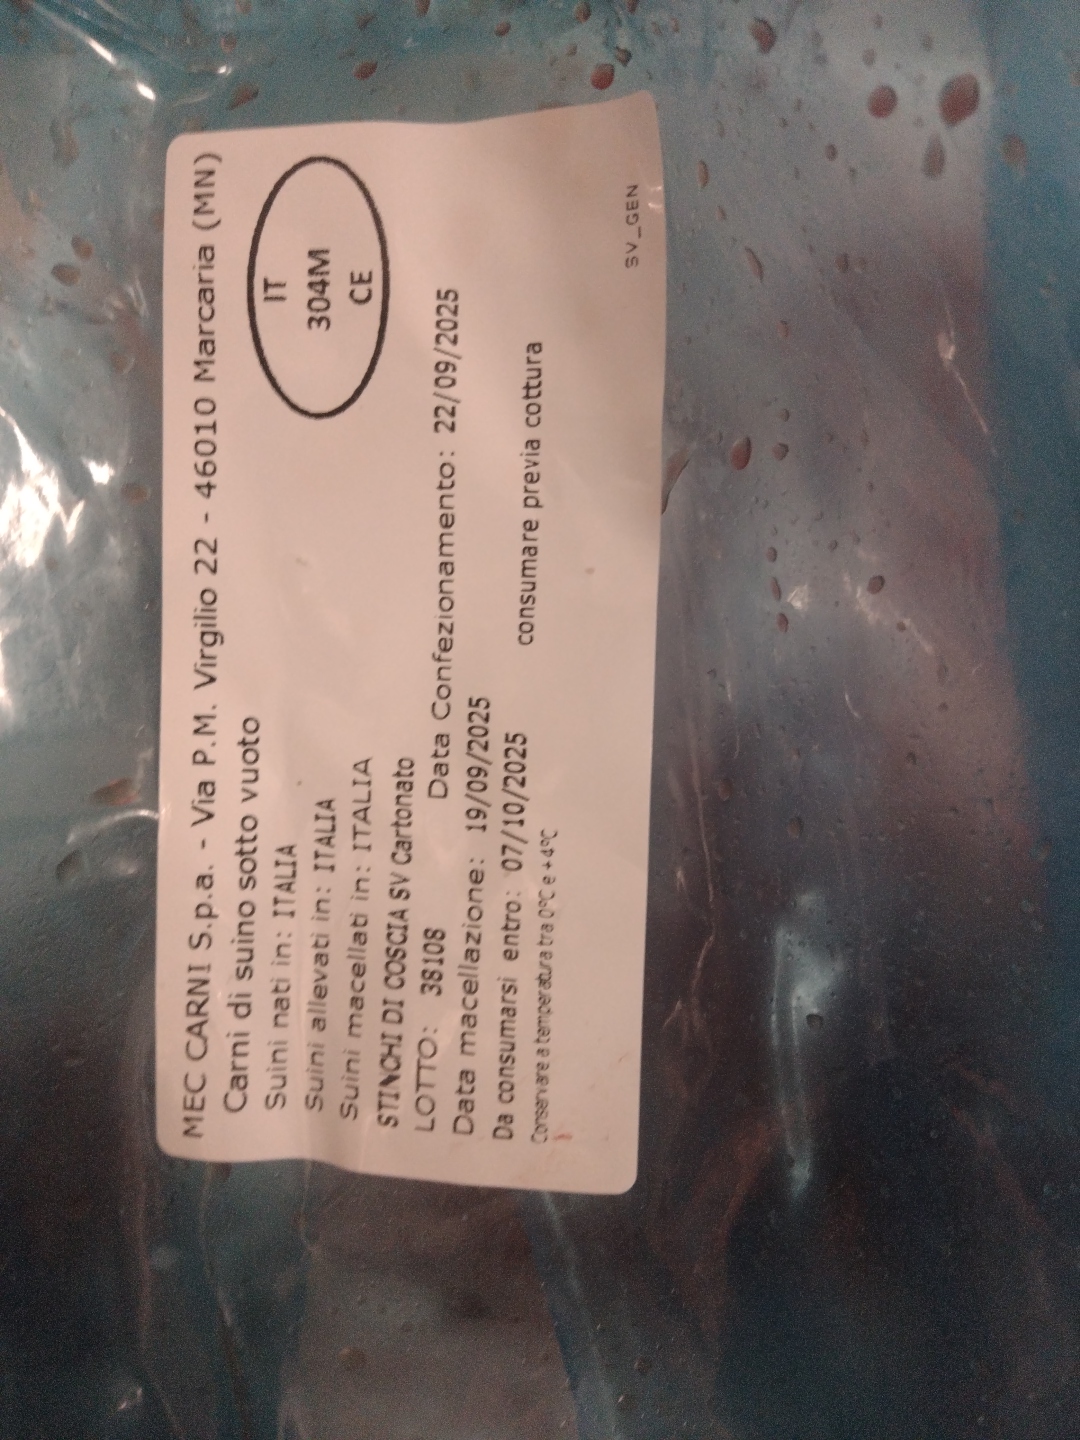 MEC CARNI S.p.a. - Via P.M. Virgilio 22 - 46010 Marcaria (MN)
Carni di suino sotto vuoto
IT
304M
CE
Suini nati in: ITALIA
Suini allevati in: ITALIA
Suini macellati in: ITALIA
STINCHI DI COSCIA SV Cartonato
LOTTO: 38108 Data Confezionamento: 22/09/2025
Data macellazione: 19/09/2025
Da consumarsi entro: 07/10/2025
Conservare a temperatura tra 0°C e +4°C consumare previa cottura
SV_GEN